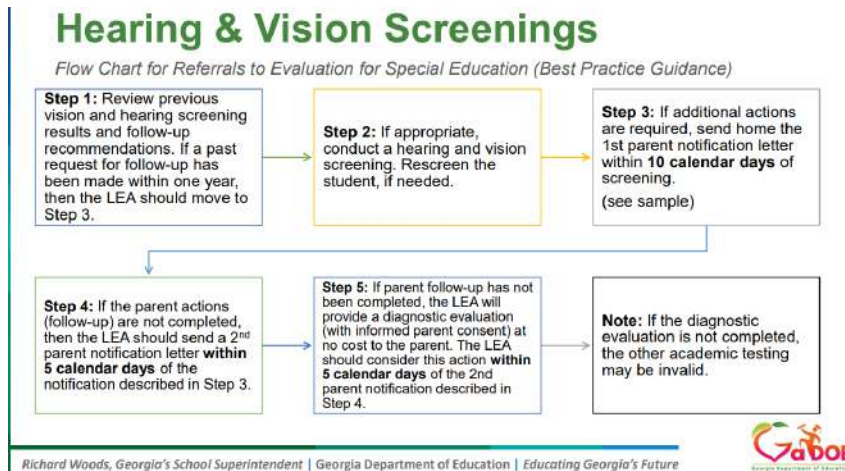 Hearing & Vision Screenings
Flow Chart for Referrals to Evaluation for Special Education (Best Practice Guidance)
Step 1: Review previous
vision and hearing screening
results and follow-up
recommendations. If a past
request for follow-up has
been made within one year,
then the LEA should move to
Step 3.
Step 2: If appropriate,
conduct a hearing and vision
screening. Rescreen the
student, if needed.
Step 3: If additional actions
are required, send home the
1st parent notification letter
within 10 calendar days of
screening.
(see sample)
Step 4: If the parent actions
(follow-up) are not completed,
then the LEA should send a 2nd
parent notification letter within
5 calendar days of the
notification described in Step 3.
Step 5: If parent follow-up has not
been completed, the LEA will
provide a diagnostic evaluation
(with informed parent consent) at
no cost to the parent. The LEA
should consider this action within
5 calendar days of the 2nd
parent notification described in
Step 4.
Note: If the diagnostic
evaluation is not completed,
the other academic testing
may be invalid.
Richard Woods, Georgia's School Superintendent | Georgia Department of Education | Educating Georgia's Future
GaDOE
Georgia Department of Education